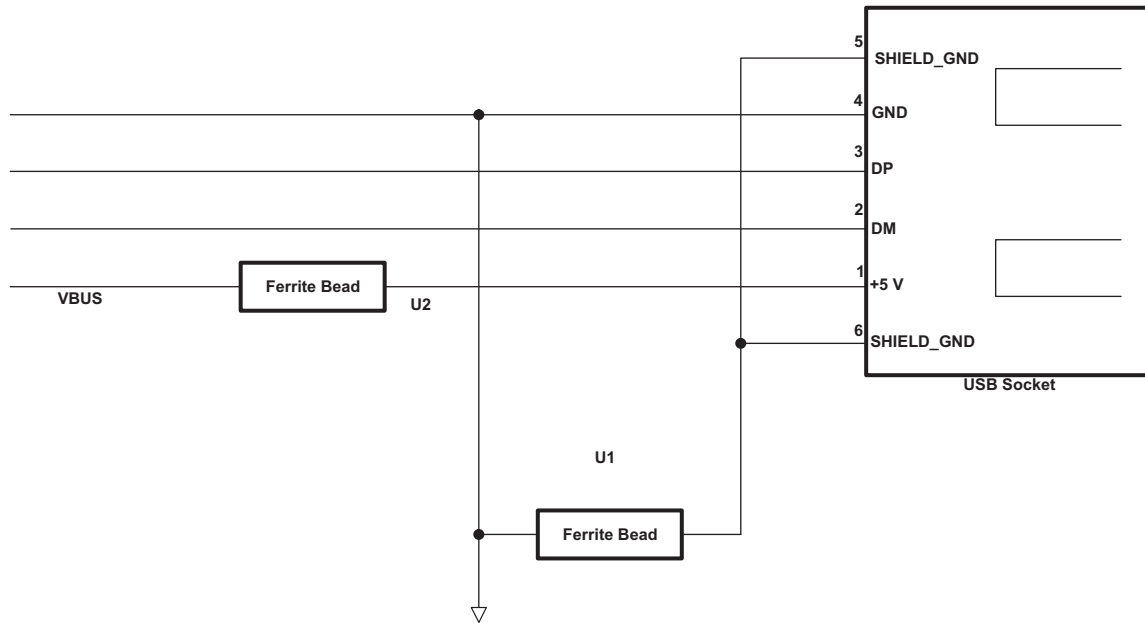 5
SHIELD_GND
4
GND
3
DP
2
DM
1
+5 V
VBUS
Ferrite Bead
U2
6
SHIELD_GND
USB Socket
U1
Ferrite Bead